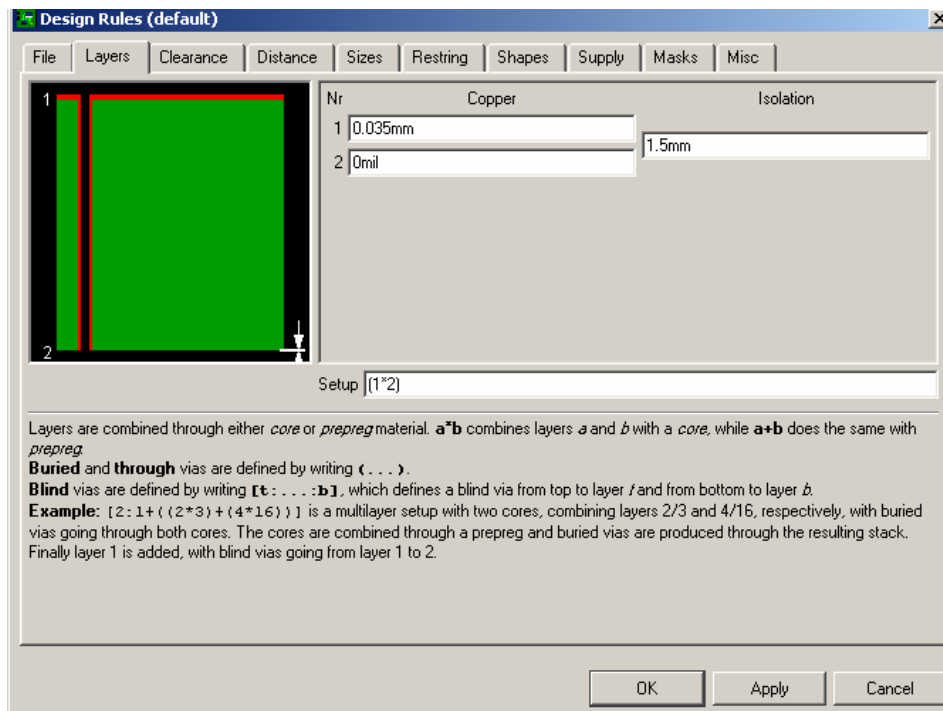 Design Rules (default)
File Layers Clearance Distance Sizes Restring Shapes Supply Masks Misc
1
2
Nr Copper Isolation
1 0.035mm
1.5mm
2 0mil
Setup (1*2)
Layers are combined through either core or prepreg material. a*b combines layers a and b with a core, while a+b does the same with
prepreg.
Buried and through vias are defined by writing (...).
Blind vias are defined by writing [t:...:b], which defines a blind via from top to layer t and from bottom to layer b.
Example: [2:1+((2*3)+(4*16))] is a multilayer setup with two cores, combining layers 2/3 and 4/16, respectively, with buried
vias going through both cores. The cores are combined through a prepreg and buried vias are produced through the resulting stack.
Finally layer 1 is added, with blind vias going from layer 1 to 2.
OK Apply Cancel